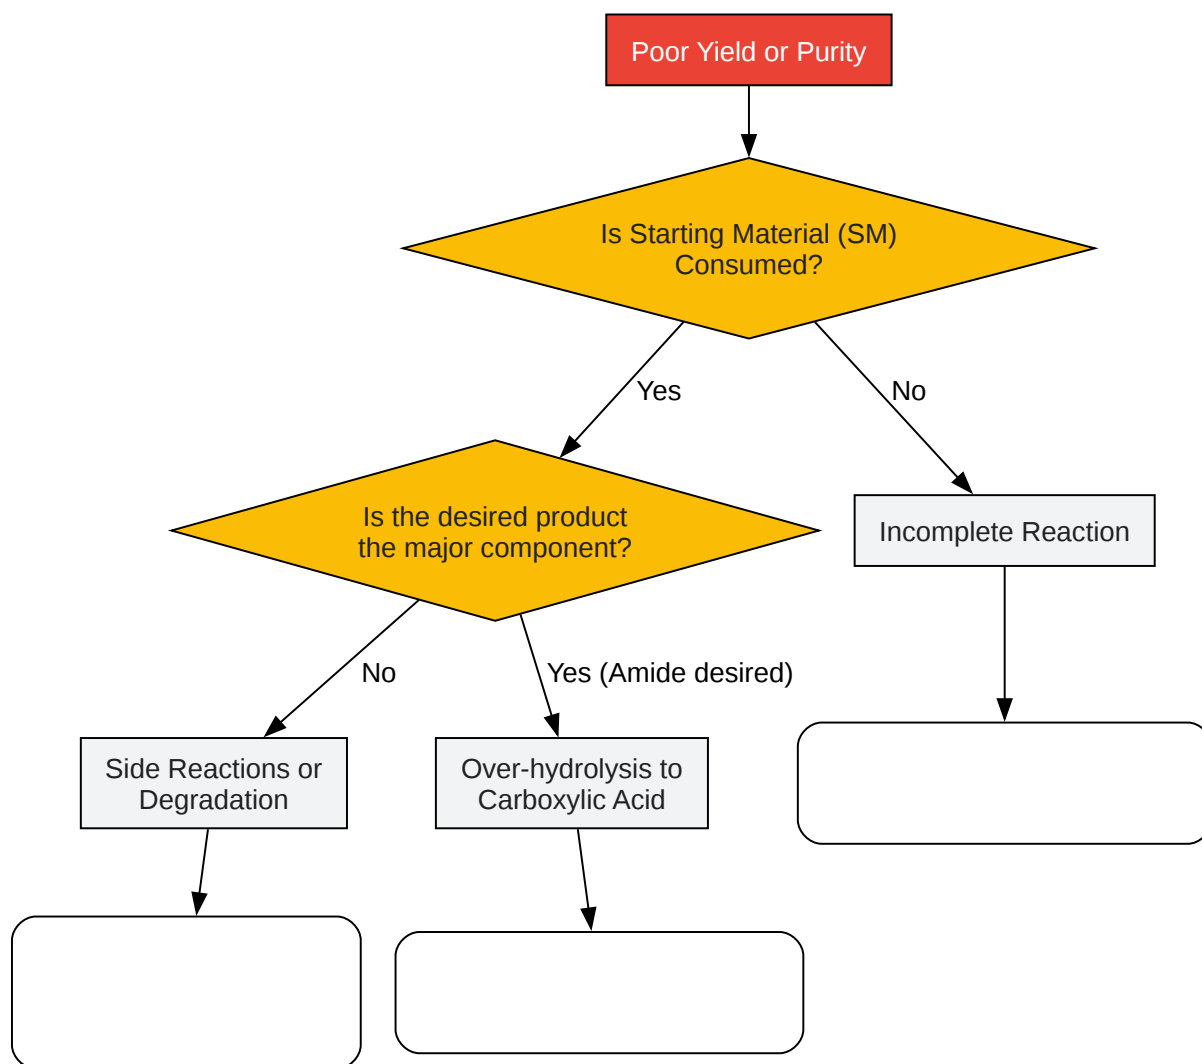 Poor Yield or Purity
Is Starting Material (SM)
Consumed?
Yes
No
Is the desired product
the major component?
Incomplete Reaction
No
Yes (Amide desired)
Side Reactions or
Degradation
Over-hydrolysis to
Carboxylic Acid